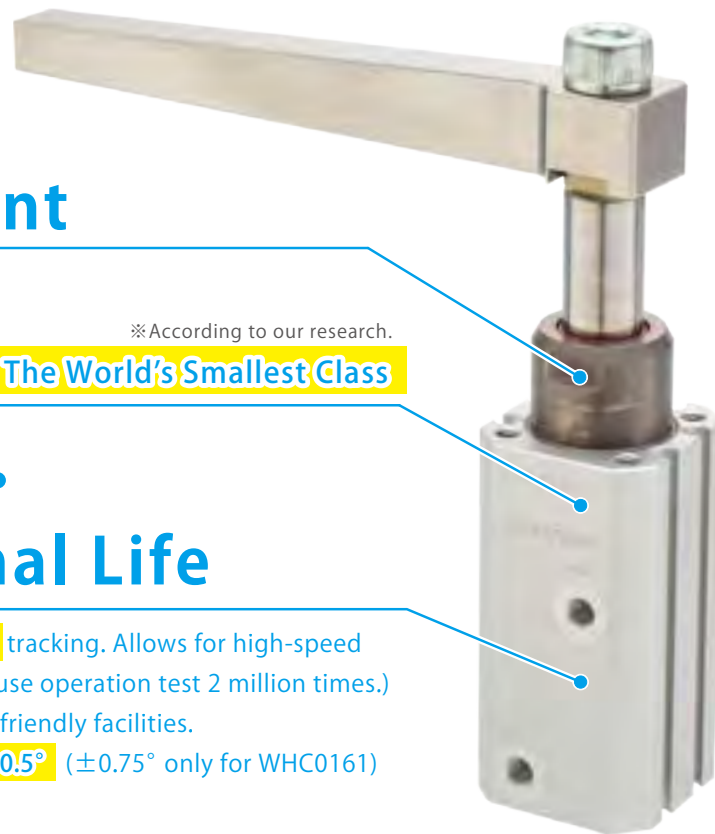 nt
※According to our research.
The World's Smallest Class
nal Life
tracking. Allows for high-speed
use operation test 2 million times.)
friendly facilities.
0.5° (±0.75° only for WHC0161)